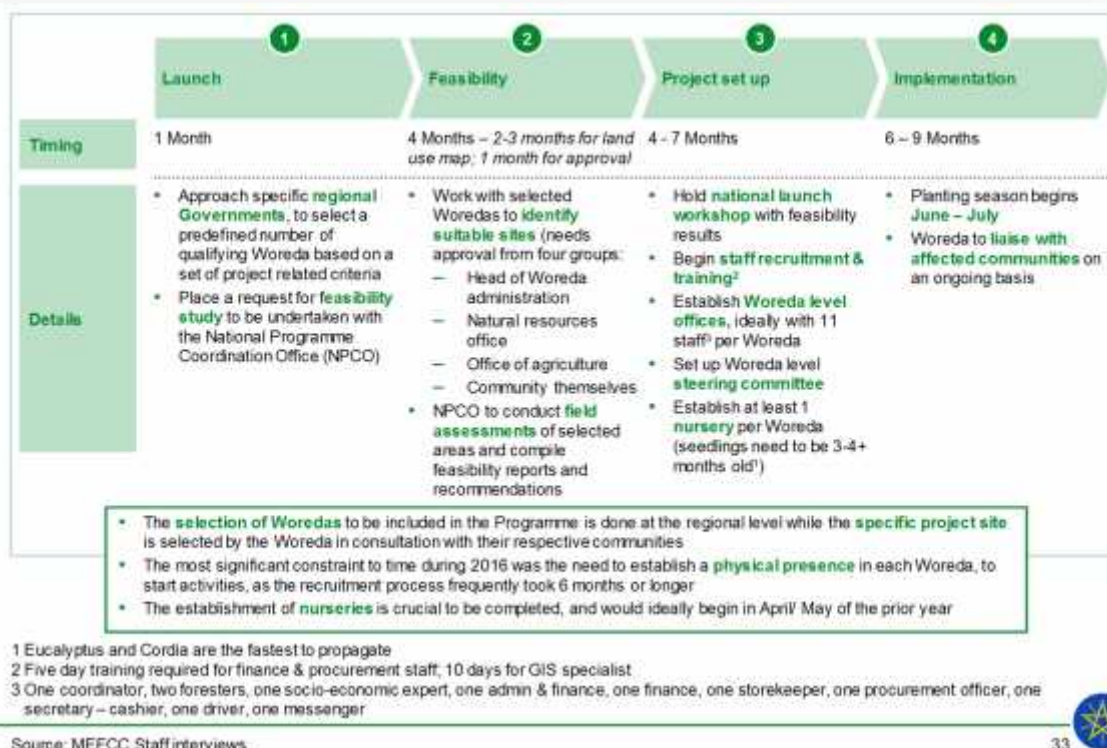 1
2
3
4
Launch
Feasibility
Project set up
Implementation
Timing
1 Month
4 Months – 2-3 months for land
use map; 1 month for approval
4 - 7 Months
6 – 9 Months
Details
• Approach specific regional
Governments, to select a
predefined number of
qualifying Woreda based on a
set of project related criteria
• Place a request for feasibility
study to be undertaken with
the National Programme
Coordination Office (NPCO)
• Work with selected
Woredas to identify
suitable sites (needs
approval from four groups:
– Head of Woreda
administration
– Natural resources
office
– Office of agriculture
– Community themselves
• NPCO to conduct field
assessments of selected
areas and compile
feasibility reports and
recommendations
• Hold national launch
workshop with feasibility
results
• Begin staff recruitment &
training²
• Establish Woreda level
offices, ideally with 11
staff³ per Woreda
• Set up Woreda level
steering committee
• Establish at least 1
nursery per Woreda
(seedlings need to be 3-4+
months old¹)
• Planting season begins
June – July
• Woreda to liaise with
affected communities on
an ongoing basis
• The selection of Woredas to be included in the Programme is done at the regional level while the specific project site
is selected by the Woreda in consultation with their respective communities
• The most significant constraint to time during 2016 was the need to establish a physical presence in each Woreda, to
start activities, as the recruitment process frequently took 6 months or longer
• The establishment of nurseries is crucial to be completed, and would ideally begin in April/ May of the prior year
1 Eucalyptus and Cordia are the fastest to propagate
2 Five day training required for finance & procurement staff, 10 days for GIS specialist
3 One coordinator, two foresters, one socio-economic expert, one admin & finance, one finance, one storekeeper, one procurement officer, one
secretary – cashier, one driver, one messenger
Source: MEFCC Staff interviews
33